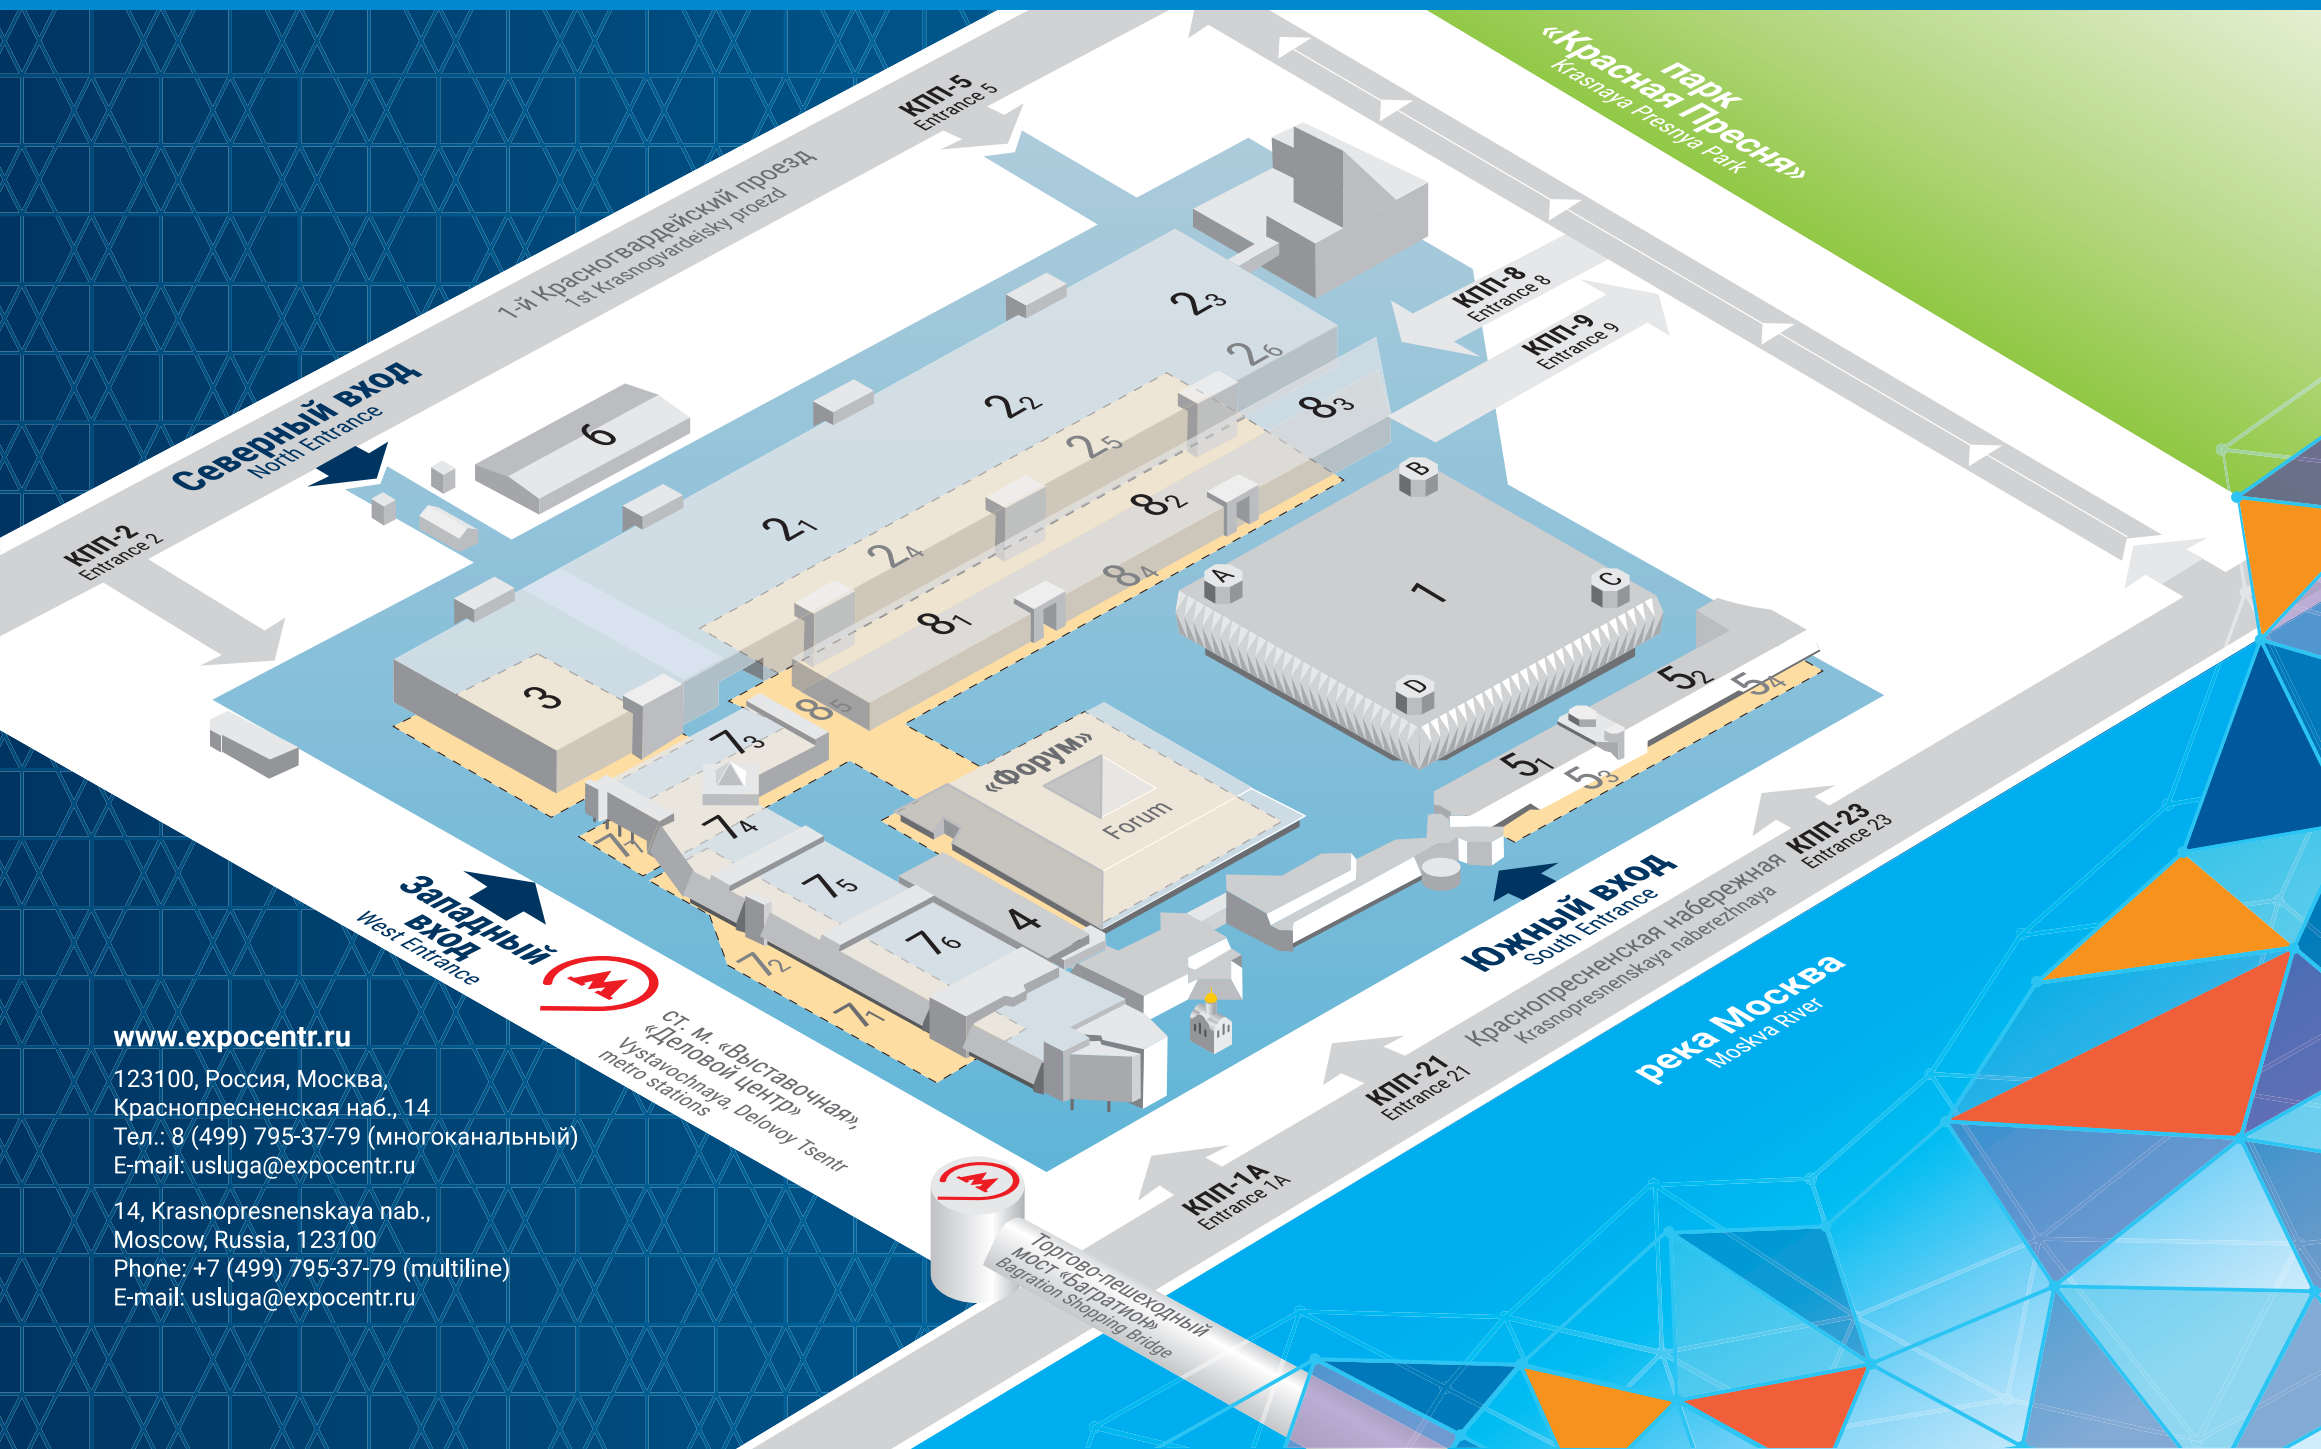 парк
«Красная Пресня»
Krasnaya Presnya Park
КПП-5
Entrance 5
1-й Красногвардейский проезд
1st Krasnogvardeisky proezd
Северный вход
North Entrance
КПП-2
Entrance 2
КПП-8
Entrance 8
КПП-9
Entrance 9
6
2₃
2₆
2₂
2₅
2₁
2₄
8₃
8₂
8₄
8₁
8₅
3
1
A
B
C
D
5₂
5₄
5₁
5₃
7₃
7₄
7₁
7₅
7₆
7₂
7₁
4
«Форум»
Forum
Западный
вход
West Entrance
ст. м. «Выставочная»,
«Деловой центр»
Vystavochnaya, Delovoy Tsentr
metro stations
Южный вход
South Entrance
КПП-23
Entrance 23
Краснопресненская набережная
Krasnopresnenskaya naberezhnaya
КПП-21
Entrance 21
КПП-1А
Entrance 1A
река Москва
Moskva River
Торгово-пешеходный
мост «Багратион»
Bagration Shopping Bridge
www.expocentr.ru
123100, Россия, Москва,
Краснопресненская наб., 14
Тел.: 8 (499) 795-37-79 (многоканальный)
E-mail: usluga@expocentr.ru
14, Krasnopresnenskaya nab.,
Moscow, Russia, 123100
Phone: +7 (499) 795-37-79 (multiline)
E-mail: usluga@expocentr.ru